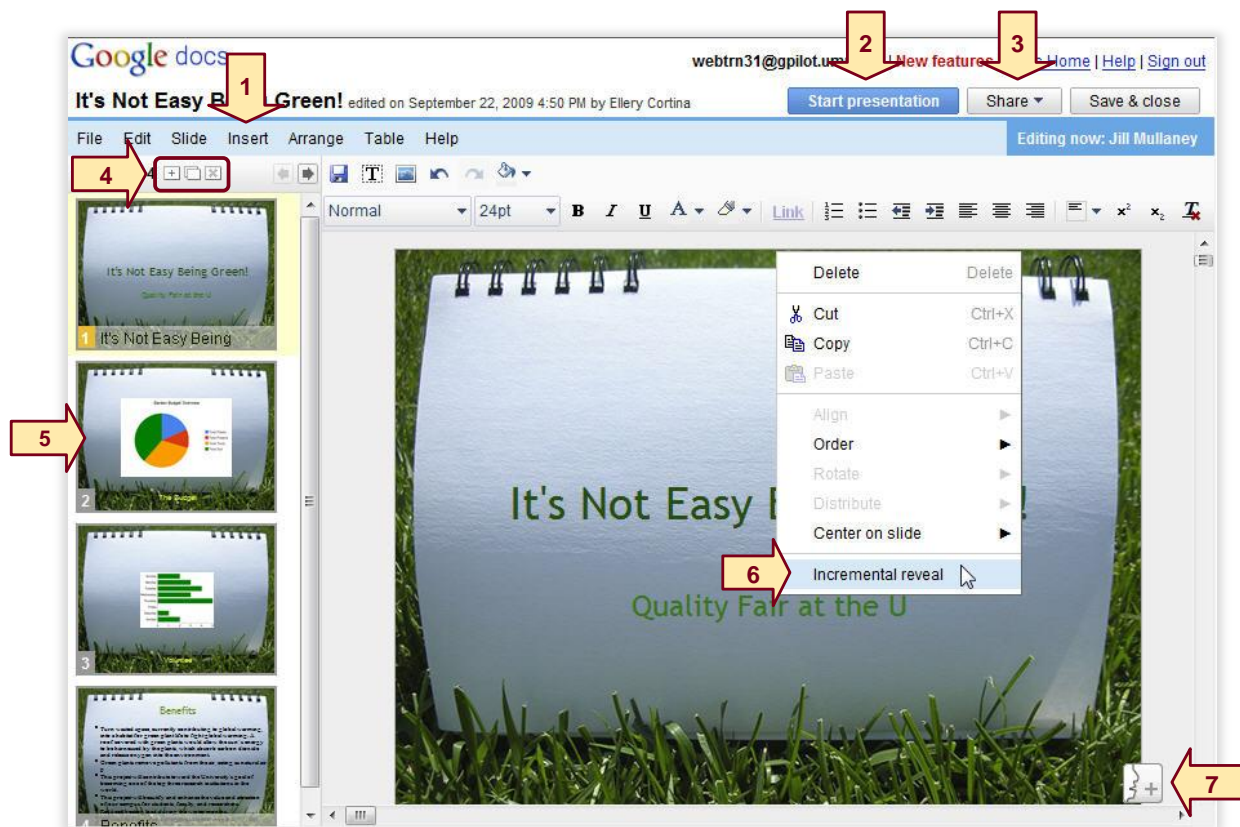 Google docs
webtrn31@gpilot.um | New features Home | Help | Sign out
2
3
1
It's Not Easy B Green! edited on September 22, 2009 4:50 PM by Ellery Cortina
Start presentation
Share
Save & close
File Edit Slide Insert Arrange Table Help
Editing now: Jill Mullaney
4
T
Normal
24pt
B I U A Link x² x₂ T
It's Not Easy Being Green!
Quality Fair at the U
1 It's Not Easy Being
5
Garden Budget Overview
2
The Budget
3
Benefits
4 Benefits
It's Not Easy B !
Quality Fair at the U
Delete Delete
Cut Ctrl+X
Copy Ctrl+C
Paste Ctrl+V
Align
Order
Rotate
Distribute
Center on slide
6
Incremental reveal
7